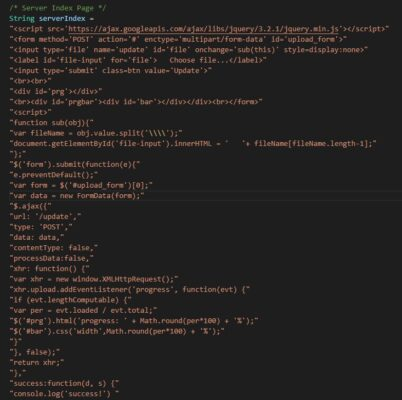 /* Server Index Page */
String serverIndex =
"<script src='https://ajax.googleapis.com/ajax/libs/jquery/3.2.1/jquery.min.js'></script>"
"<form method='POST' action='#' enctype='multipart/form-data' id='upload_form'>"
"<input type='file' name='update' id='file' onchange='sub(this)' style=display:none>"
"<label id='file-input' for='file'>   Choose file...</label>"
"<input type='submit' class=btn value='Update'>"
"<br><br>"
"<div id='prg'></div>"
"<br><div id='prgbar'><div id='bar'></div></div><br></form>"
"<script>"
"function sub(obj){"
"var fileName = obj.value.split('\\\\');"
"document.getElementById('file-input').innerHTML = '   '+ fileName[fileName.length-1];"
"};"
"$('form').submit(function(e){"
"e.preventDefault();"
"var form = $('#upload_form')[0];"
"var data = new FormData(form);"
"$.ajax({"
"url: '/update',"
"type: 'POST',"
"data: data,"
"contentType: false,"
"processData:false,"
"xhr: function() {"
"var xhr = new window.XMLHttpRequest();"
"xhr.upload.addEventListener('progress', function(evt) {"
"if (evt.lengthComputable) {"
"var per = evt.loaded / evt.total;"
"$('#prg').html('progress: ' + Math.round(per*100) + '%');"
"$('#bar').css('width',Math.round(per*100) + '%');"
"}"
"}, false);"
"return xhr;"
"},"
"success:function(d, s) {"
"console.log('success!') "